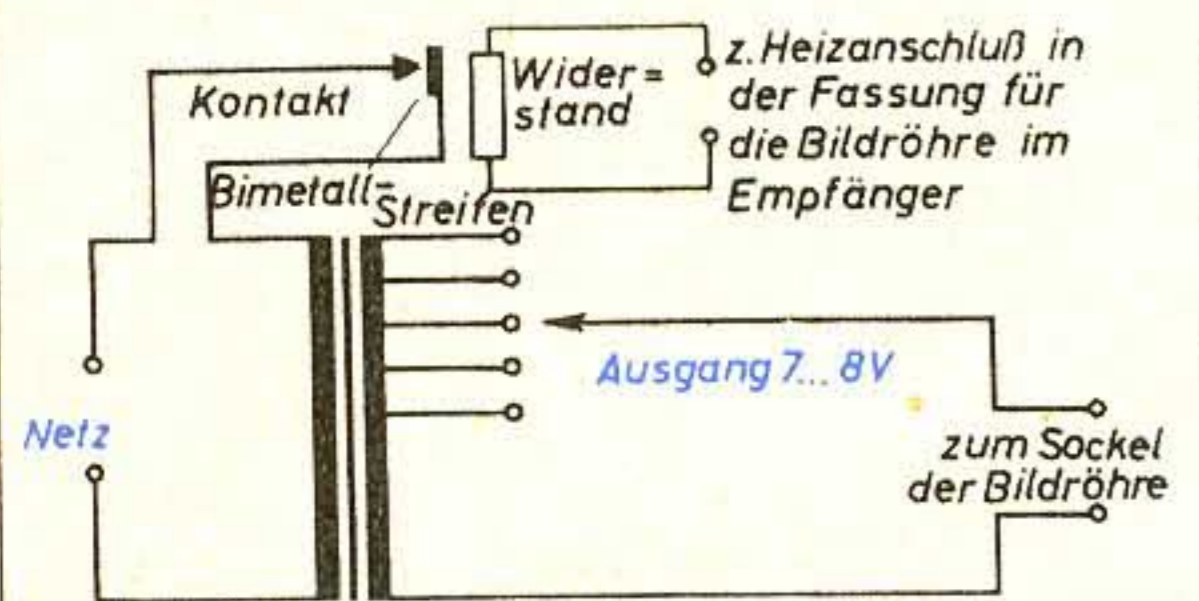 Kontakt
Wider=
stand
z. Heizanschluß in
der Fassung für
die Bildröhre im
Empfänger
Bimetall-
Streifen
Ausgang 7... 8V
Netz
zum Sockel
der Bildröhre